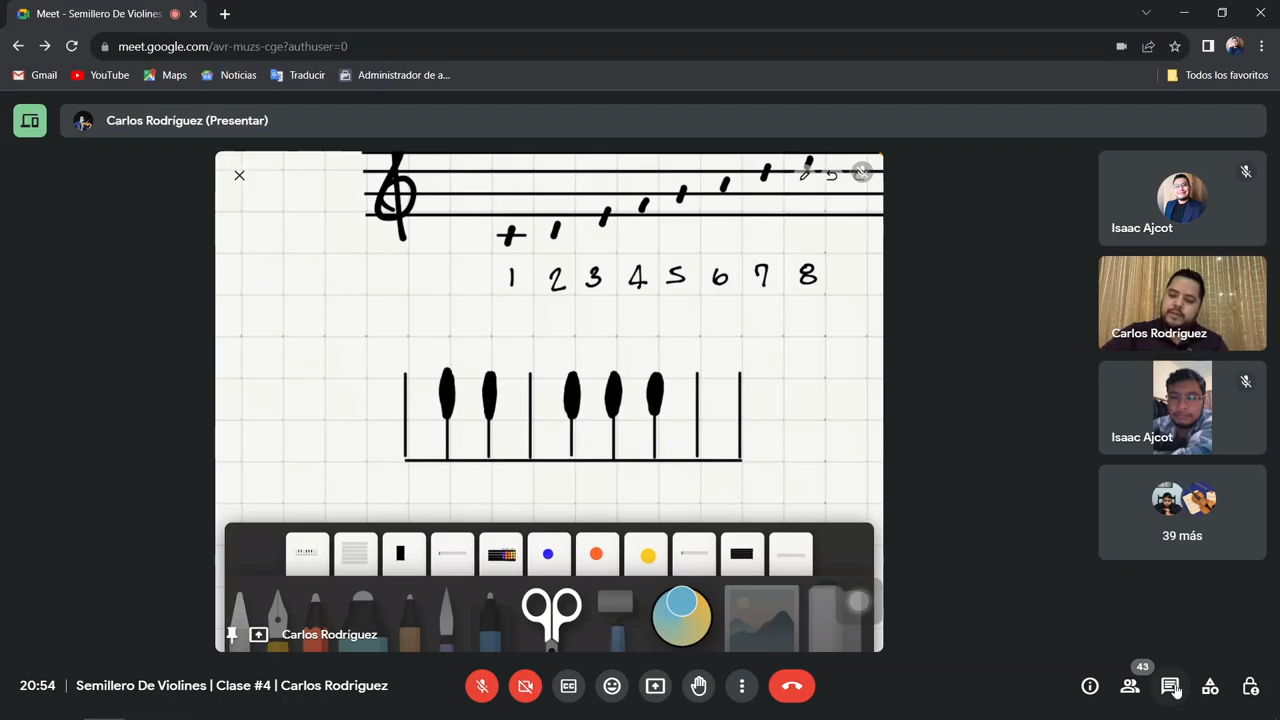 Meet - Semillero De Violines
meet.google.com/avr-muzs-cge?authuser=0
Gmail
YouTube
Maps
Noticias
Traducir
Administrador de a...
Todos los favoritos
Carlos Rodríguez (Presentar)
Isaac Ajcot
1 2 3 4 5 6 7 8
Carlos Rodríguez
Isaac Ajcot
39 más
Carlos Rodríguez
43
20:54 | Semillero De Violines | Clase #4 | Carlos Rodriguez